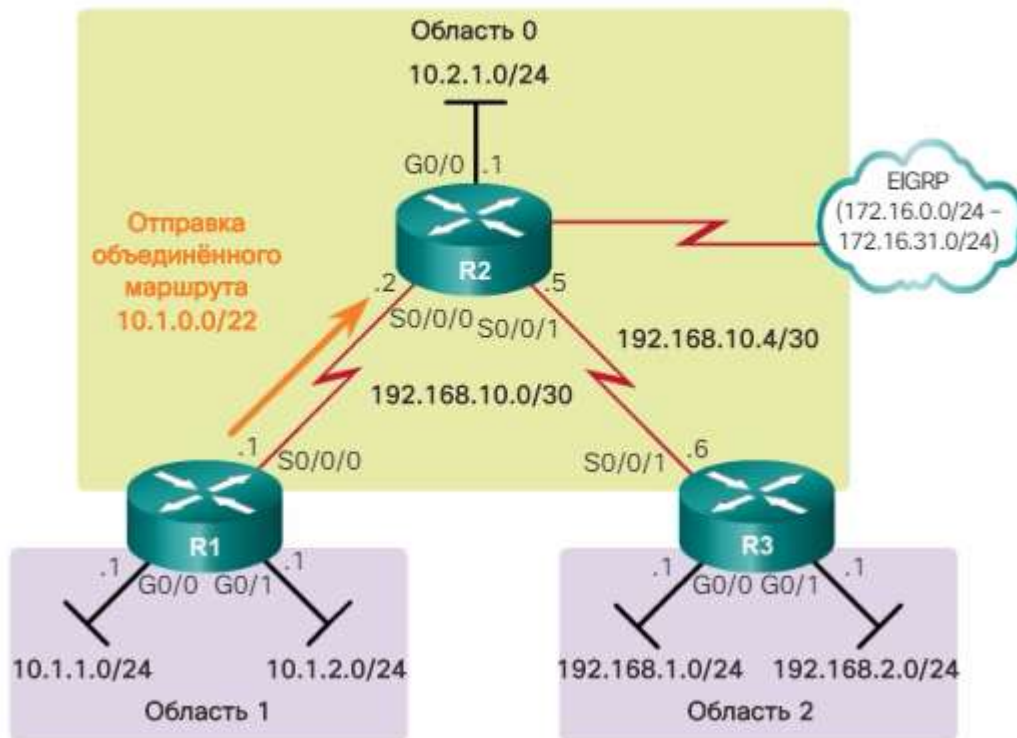 Область 0
10.2.1.0/24
G0/0 .1
EIGRP
(172.16.0.0/24 –
172.16.31.0/24)
Отправка
объединённого
маршрута
10.1.0.0/22
R2
.2
.5
S0/0/0 S0/0/1
192.168.10.4/30
192.168.10.0/30
.1
S0/0/0
.6
S0/0/1
R1
R3
.1
G0/0 G0/1
.1
.1
G0/0 G0/1
.1
10.1.1.0/24
10.1.2.0/24
192.168.1.0/24
192.168.2.0/24
Область 1
Область 2